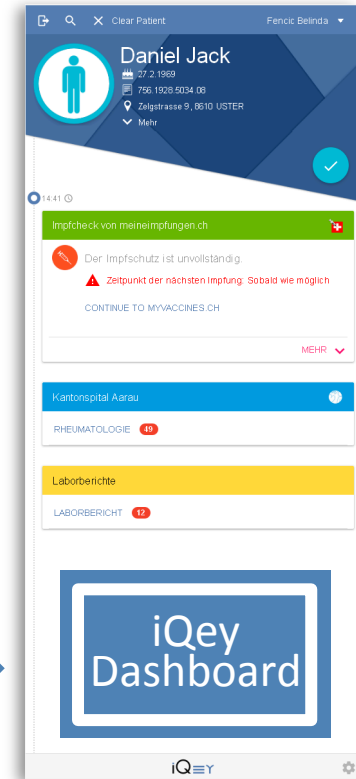 Clear Patient
Fencic Belinda
Daniel Jack
27.2.1969
756.1928.5034.08
Zelgstrasse 9, 8610 USTER
Mehr
14:41
Impfcheck von meineimpfungen.ch
Der Impfschutz ist unvollständig.
Zeitpunkt der nächsten Impfung: Sobald wie möglich
CONTINUE TO MYVACCINES.CH
MEHR
Kantonspital Aarau
RHEUMATOLOGIE 49
Laborberichte
LABORBERICHT 12
iQey
Dashboard
iQEY